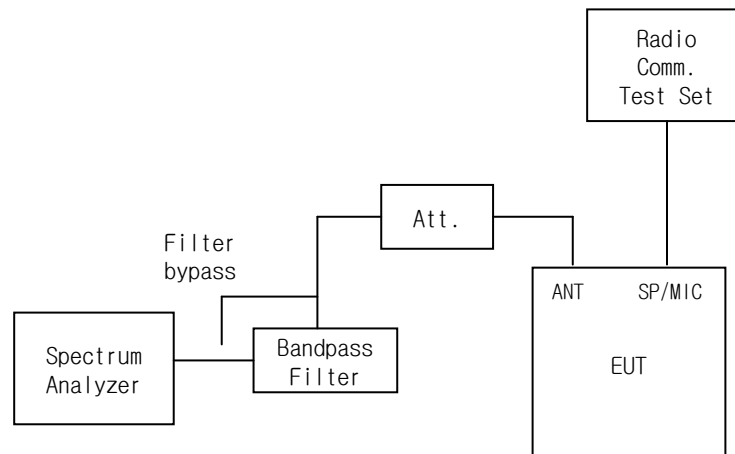 Radio
Comm.
Test Set
Att.
Filter
bypass
ANT SP/MIC
Spectrum
Analyzer
Bandpass
Filter
EUT